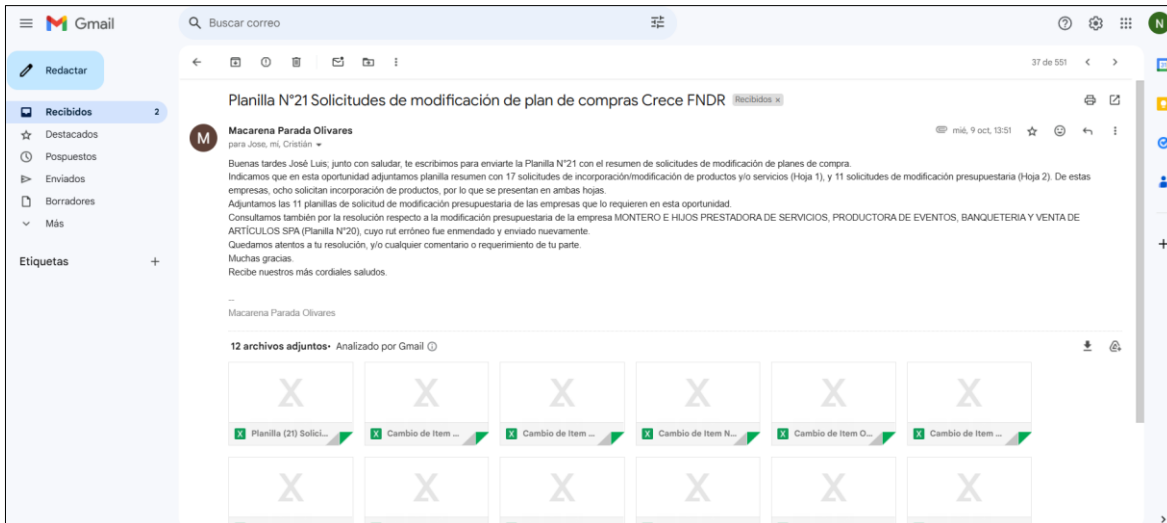 Gmail
Buscar correo
N
Redactar
37 de 551
Recibidos 2
Destacados
Pospuestos
Enviados
Borradores
Más
Etiquetas
Planilla N°21 Solicitudes de modificación de plan de compras Crece FNDR Recibidos x
M
Macarena Parada Olivares
mié, 9 oct, 13:51
para Jose, mí, Cristián
Buenas tardes José Luis; junto con saludar, te escribimos para enviarte la Planilla N°21 con el resumen de solicitudes de modificación de planes de compra.
Indicamos que en esta oportunidad adjuntamos planilla resumen con 17 solicitudes de incorporación/modificación de productos y/o servicios (Hoja 1), y 11 solicitudes de modificación presupuestaria (Hoja 2). De estas
empresas, ocho solicitan incorporación de productos, por lo que se presentan en ambas hojas.
Adjuntamos las 11 planillas de solicitud de modificación presupuestaria de las empresas que lo requieren en esta oportunidad.
Consultamos también por la resolución respecto a la modificación presupuestaria de la empresa MONTERO E HIJOS PRESTADORA DE SERVICIOS, PRODUCTORA DE EVENTOS, BANQUETERIA Y VENTA DE
ARTÍCULOS SPA (Planilla N°20), cuyo rut erróneo fue enmendado y enviado nuevamente.
Quedamos atentos a tu resolución, y/o cualquier comentario o requerimiento de tu parte.
Muchas gracias.
Recibe nuestros más cordiales saludos.
--
Macarena Parada Olivares
12 archivos adjuntos • Analizado por Gmail
X Planilla (21) Solici... X Cambio de Item ... X Cambio de Item ... X Cambio de Item N... X Cambio de Item O... X Cambio de Item ...